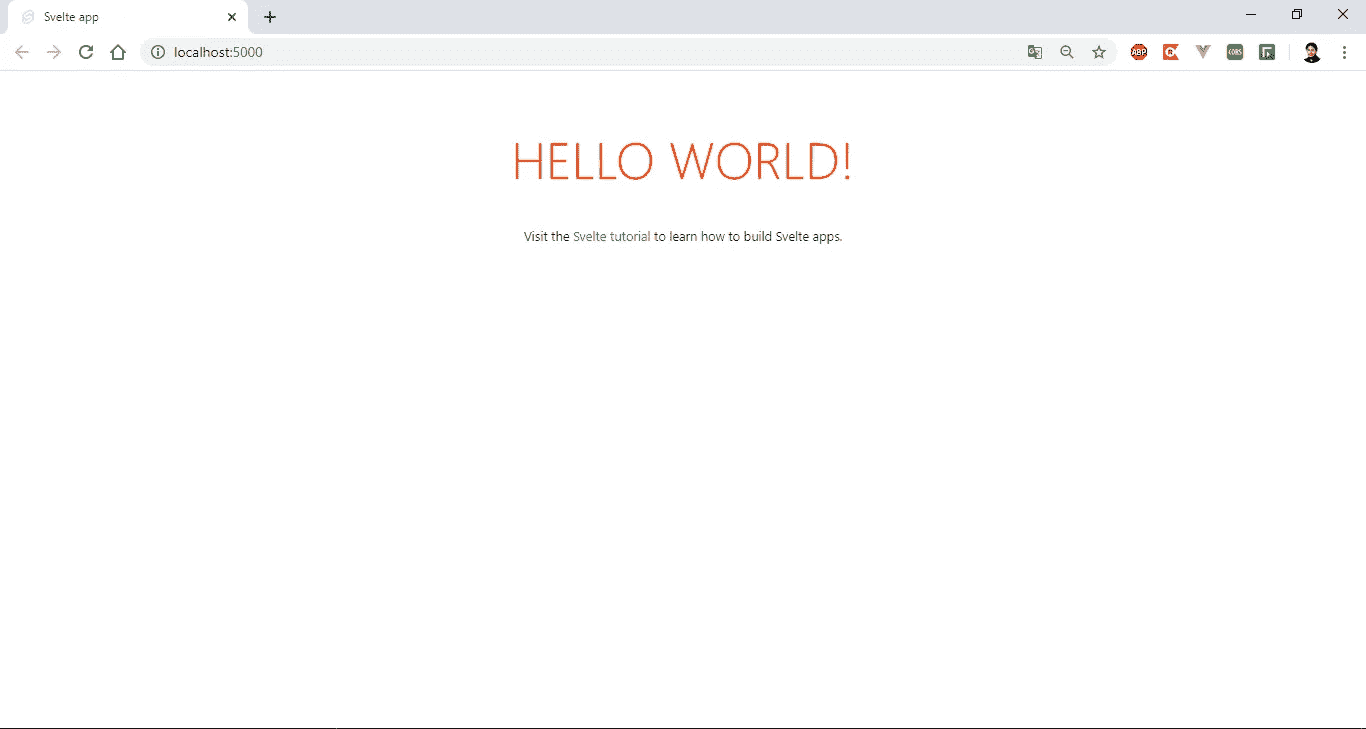 Svelte app
localhost:5000
ABP
CORS
HELLO WORLD!
Visit the Svelte tutorial to learn how to build Svelte apps.